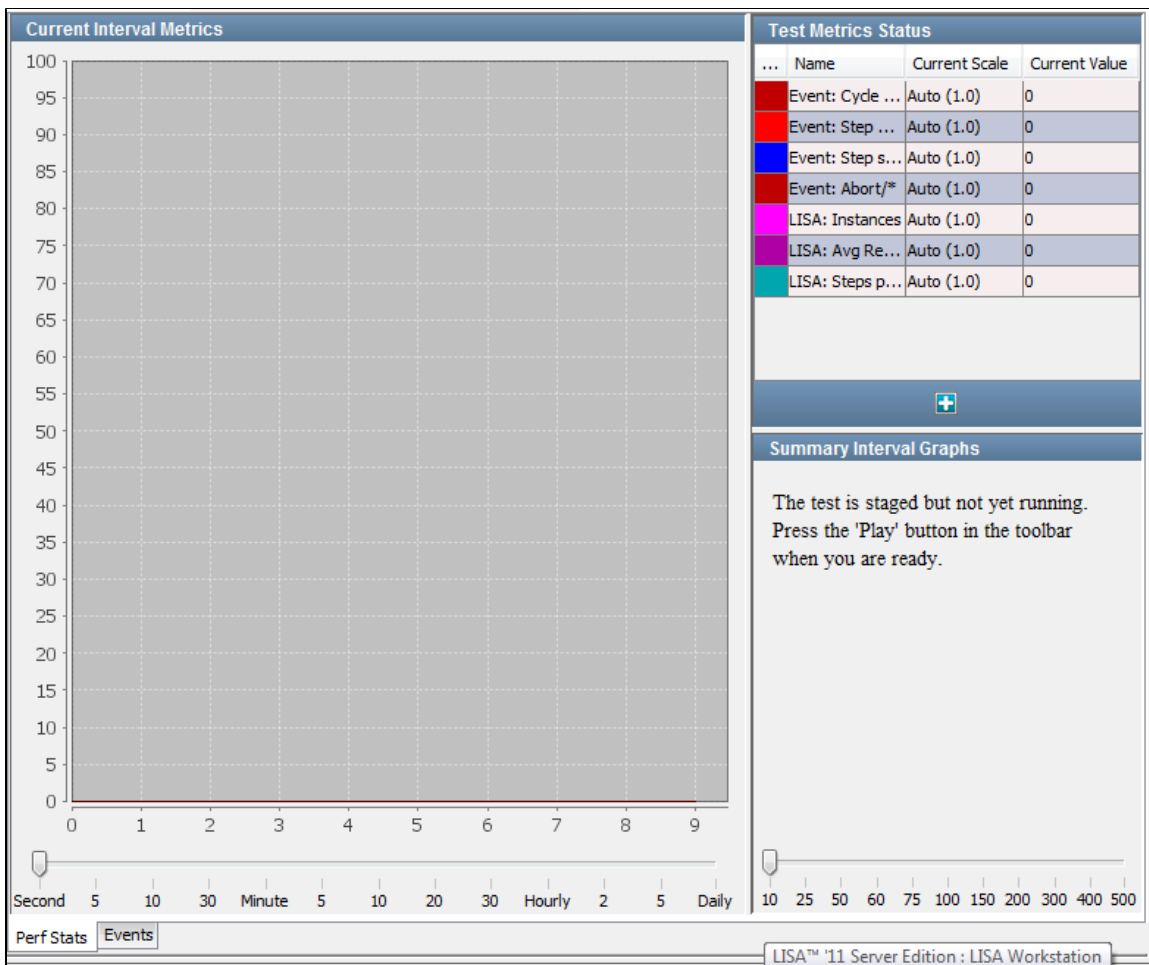 Current Interval Metrics
100
95
90
85
80
75
70
65
60
55
50
45
40
35
30
25
20
15
10
5
0
0 1 2 3 4 5 6 7 8 9
Second 5 10 30 Minute 5 10 20 30 Hourly 2 5 Daily
Perf Stats Events
Test Metrics Status
... Name Current Scale Current Value
Event: Cycle ... Auto (1.0) 0
Event: Step ... Auto (1.0) 0
Event: Step s... Auto (1.0) 0
Event: Abort/* Auto (1.0) 0
LISA: Instances Auto (1.0) 0
LISA: Avg Re... Auto (1.0) 0
LISA: Steps p... Auto (1.0) 0
Summary Interval Graphs
The test is staged but not yet running.
Press the 'Play' button in the toolbar
when you are ready.
10 25 50 60 75 100 150 200 300 400 500
LISA™ '11 Server Edition : LISA Workstation